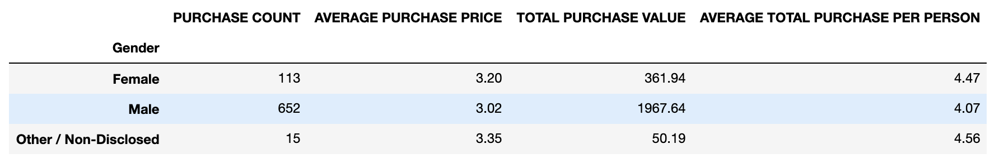 PURCHASE COUNT AVERAGE PURCHASE PRICE TOTAL PURCHASE VALUE AVERAGE TOTAL PURCHASE PER PERSON
Gender
Female 113 3.20 361.94 4.47
Male 652 3.02 1967.64 4.07
Other / Non-Disclosed 15 3.35 50.19 4.56